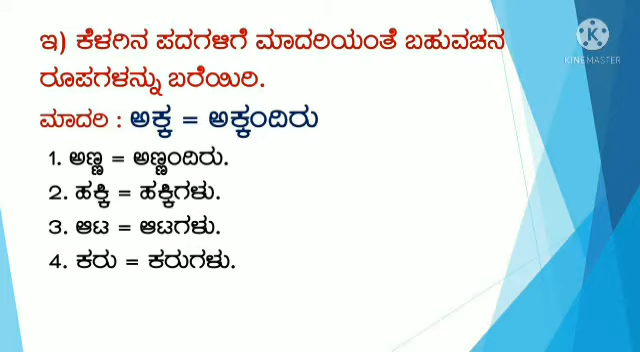 ಇ) ಕೆಳಗಿನ ಪದಗಳಿಗೆ ಮಾದರಿಯಂತೆ ಬಹುವಚನ
ರೂಪಗಳನ್ನು ಬರೆಯಿರಿ.
ಮಾದರಿ : ಅಕ್ಕ = ಅಕ್ಕಂದಿರು
1. ಅಣ್ಣ = ಅಣ್ಣಂದಿರು.
2. ಹಕ್ಕಿ = ಹಕ್ಕಿಗಳು.
3. ಆಟ = ಆಟಗಳು.
4. ಕರು = ಕರುಗಳು.
KINEMASTER